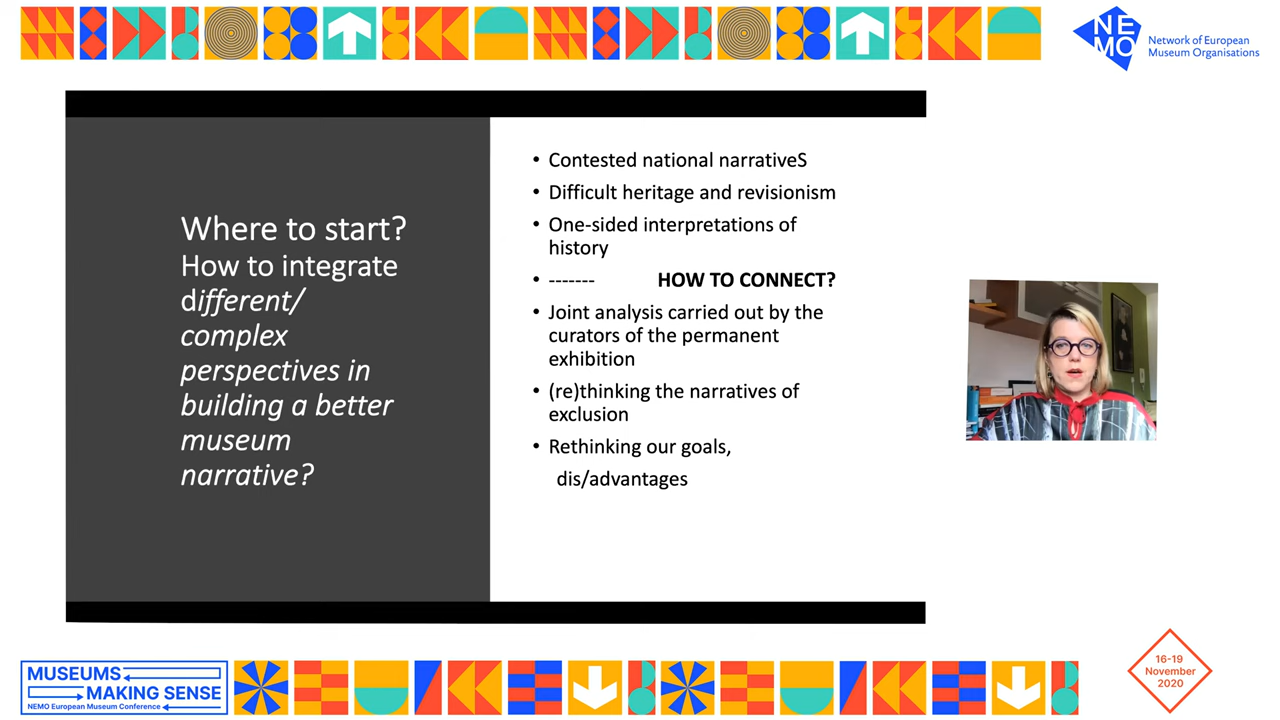 NE
MO
Network of European
Museum Organisations
Where to start?
How to integrate
different/
complex
perspectives in
building a better
museum
narrative?
• Contested national narrativeS
• Difficult heritage and revisionism
• One-sided interpretations of
history
• ------- HOW TO CONNECT?
• Joint analysis carried out by the
curators of the permanent
exhibition
• (re)thinking the narratives of
exclusion
• Rethinking our goals,
dis/advantages
MUSEUMS
MAKING SENSE
NEMO European Museum Conference
16-19
November
2020